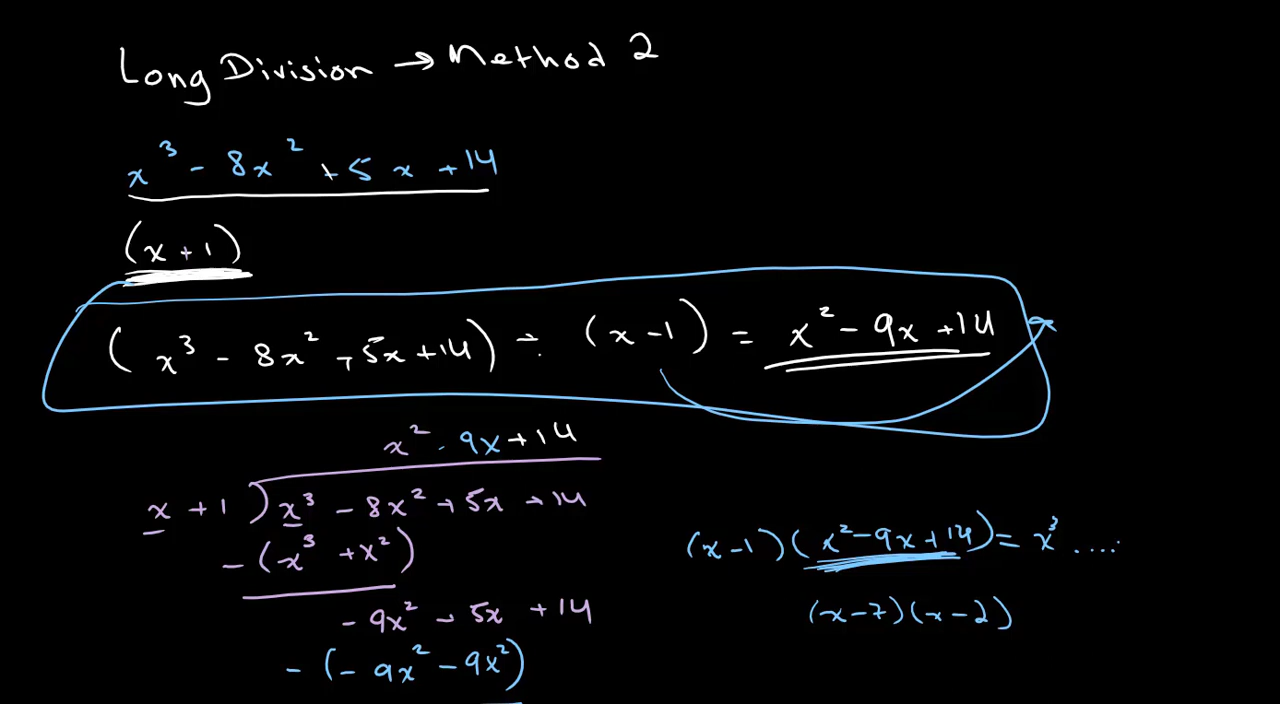 Long Division → Method 2
x³ - 8x² + 5x + 14
(x + 1)
(x³ - 8x² + 5x + 14) ÷ (x - 1) = x² - 9x + 14
x² - 9x + 14
x + 1 ) x³ - 8x² + 5x + 14
- (x³ + x²)
- 9x² + 5x + 14
- (- 9x² - 9x²)
(x - 1)(x² - 9x + 14) = x³ .....
(x - 7)(x - 2)